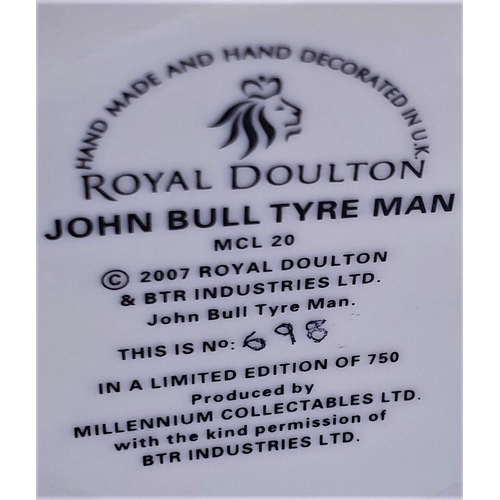 HAND MADE AND HAND DECORATED IN U.K.
ROYAL DOULTON
JOHN BULL TYRE MAN
MCL 20
© 2007 ROYAL DOULTON
& BTR INDUSTRIES LTD.
John Bull Tyre Man.
THIS IS No: 698
IN A LIMITED EDITION OF 750
Produced by
MILLENNIUM COLLECTABLES LTD.
with the kind permission of
BTR INDUSTRIES LTD.